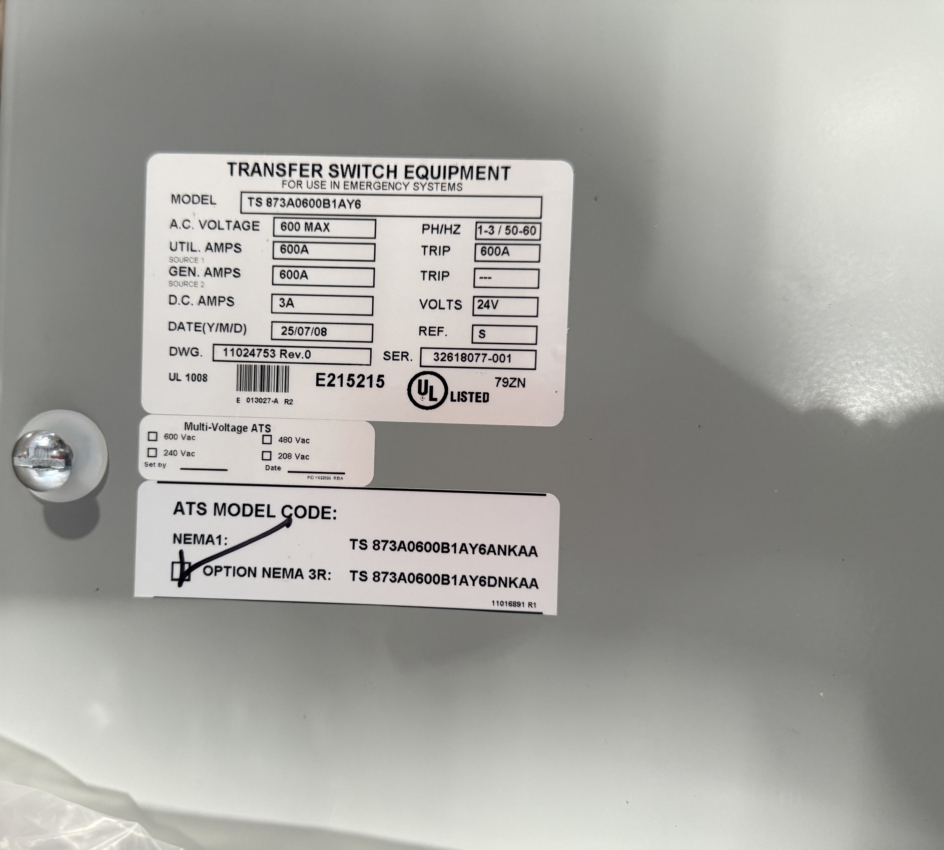 TRANSFER SWITCH EQUIPMENT
FOR USE IN EMERGENCY SYSTEMS
MODEL TS 873A0600B1AY6
A.C. VOLTAGE 600 MAX PH/HZ 1-3 / 50-60
UTIL. AMPS 600A TRIP 600A
SOURCE 1
GEN. AMPS 600A TRIP ---
SOURCE 2
D.C. AMPS 3A VOLTS 24V
DATE(Y/M/D) 25/07/08 REF. S
DWG. 11024753 Rev.0 SER. 32618077-001
UL 1008 E215215 UL LISTED 79ZN
E 013027-A R2
Multi-Voltage ATS
600 Vac 480 Vac
240 Vac 208 Vac
Set by Date
ATS MODEL CODE:
NEMA1: TS 873A0600B1AY6ANKAA
OPTION NEMA 3R: TS 873A0600B1AY6DNKAA
11016891 R1